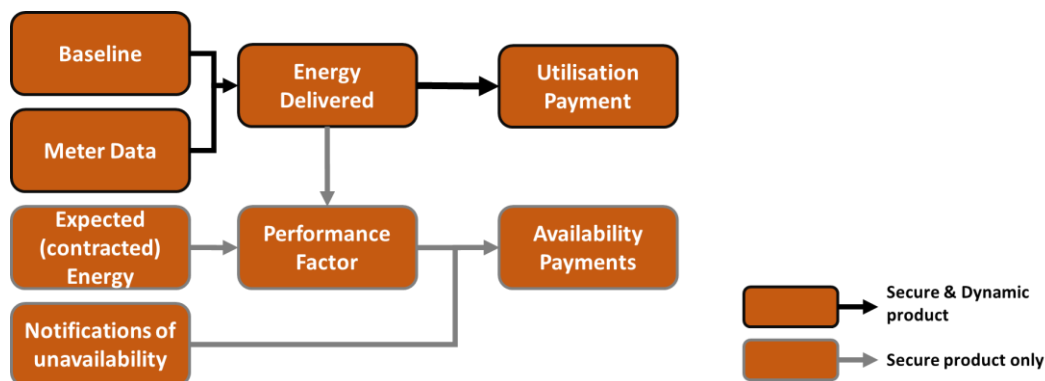 Baseline
Energy
Delivered
Utilisation
Payment
Meter Data
Expected
(contracted)
Energy
Performance
Factor
Availability
Payments
Notifications of
unavailability
Secure & Dynamic
product
Secure product only